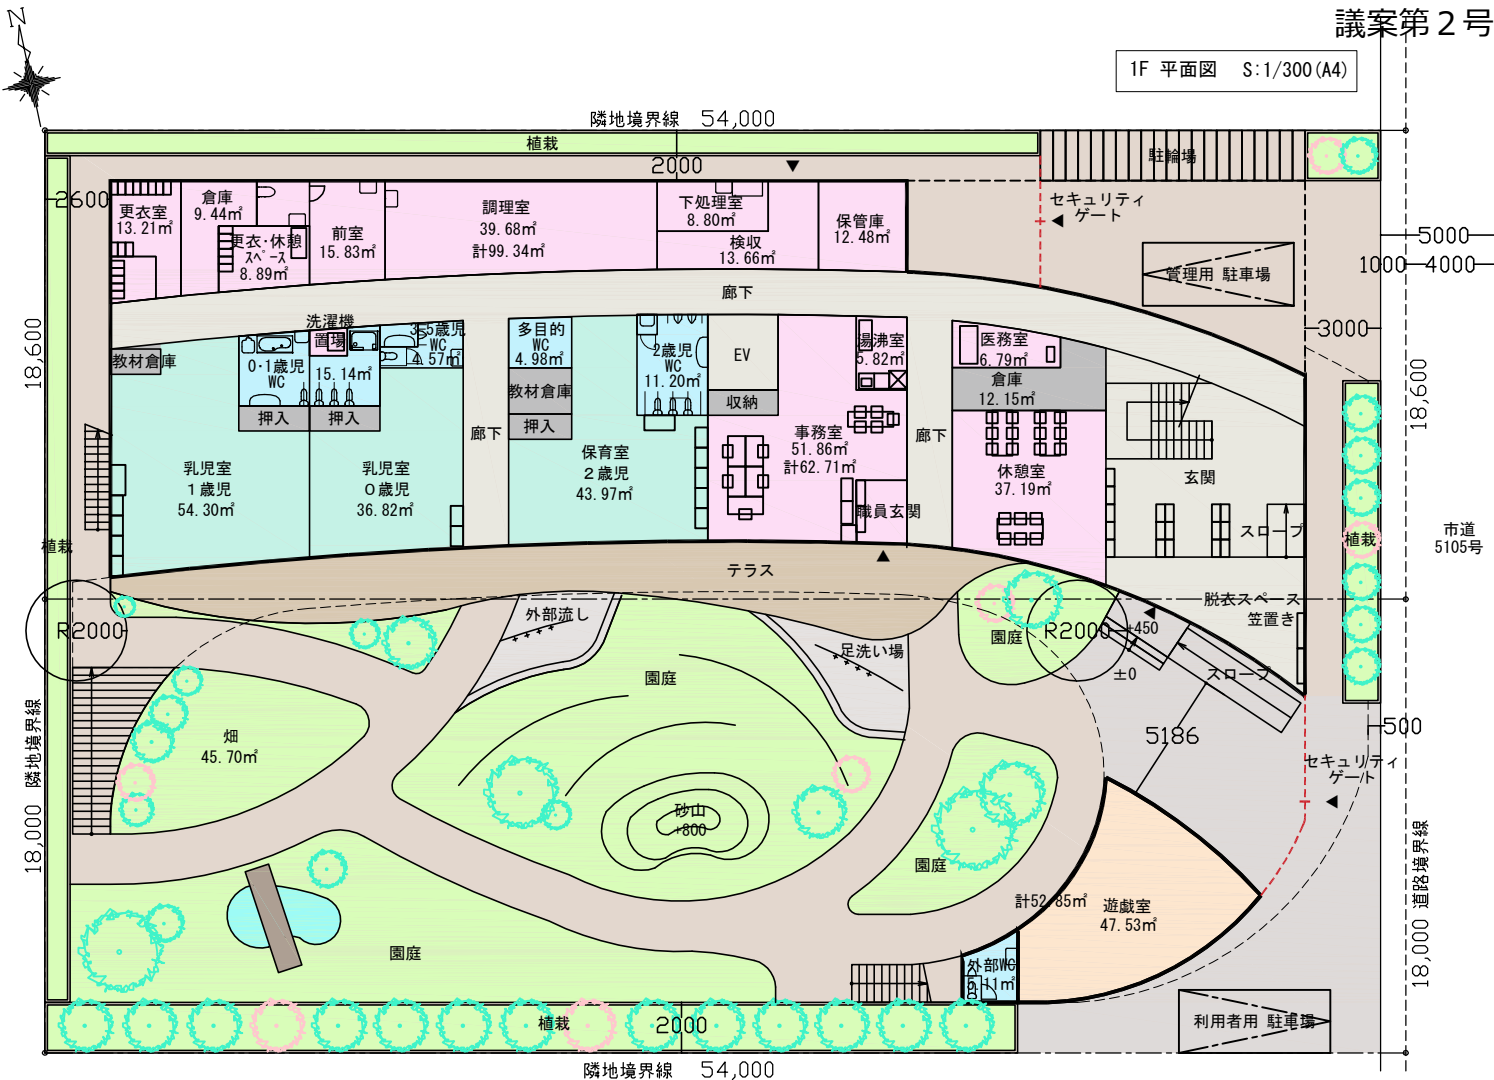 議案第２号
1F 平面図 S:1/300(A4)
N
隣地境界線 54,000
植栽
2000
駐輪場
2600
更衣室
13.21㎡
倉庫
9.44㎡
更衣・休憩
スペース
8.89㎡
前室
15.83㎡
調理室
39.68㎡
計99.34㎡
下処理室
8.80㎡
検収
13.66㎡
保管庫
12.48㎡
セキュリティ
ゲート
管理用 駐車場
5000
1000
4000
3000
廊下
18,600
18,600
洗濯機
置場
15.14㎡
教材倉庫
0・1歳児
WC
押入
押入
3-5歳児
WC
4.57㎡
多目的
WC
4.98㎡
教材倉庫
押入
2歳児
WC
11.20㎡
EV
収納
湯沸室
5.82㎡
医務室
6.79㎡
倉庫
12.15㎡
乳児室
１歳児
54.30㎡
乳児室
０歳児
36.82㎡
廊下
保育室
２歳児
43.97㎡
事務室
51.86㎡
計62.71㎡
職員玄関
廊下
休憩室
37.19㎡
玄関
スロープ
植栽
市道
5105号
植栽
テラス
脱衣スペース
笠置き
R2000
外部流し
足洗い場
園庭
R2000
+450
±0
スロープ
園庭
畑
45.70㎡
5186
500
セキュリティ
ゲート
砂山
+800
園庭
計52.85㎡
遊戯室
47.53㎡
外部WC
5.11㎡
園庭
18,000 隣地境界線
18,000 道路境界線
植栽
2000
利用者用 駐車場
隣地境界線 54,000